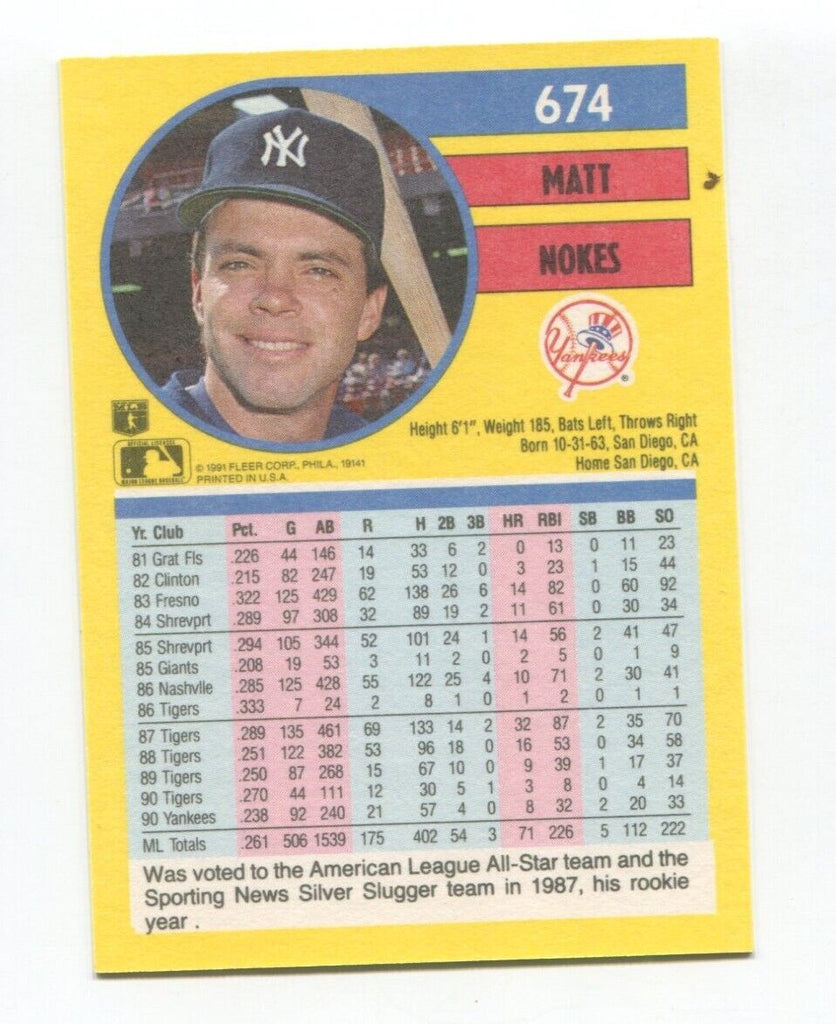 674
MATT
NOKES
NY
Yankees ®
Height 6'1", Weight 185, Bats Left, Throws Right
Born 10-31-63, San Diego, CA
Home San Diego, CA
MLB
OFFICIAL LICENSEE
MAJOR LEAGUE BASEBALL
© 1991 FLEER CORP., PHILA., 19141
PRINTED IN U.S.A.
Yr. Club Pct. G AB R H 2B 3B HR RBI SB BB SO
81 Grat Fls .226 44 146 14 33 6 2 0 13 0 11 23
82 Clinton .215 82 247 19 53 12 0 3 23 1 15 44
83 Fresno .322 125 429 62 138 26 6 14 82 0 60 92
84 Shrevprt .289 97 308 32 89 19 2 11 61 0 30 34
85 Shrevprt .294 105 344 52 101 24 1 14 56 2 41 47
85 Giants .208 19 53 3 11 2 0 2 5 0 1 9
86 Nashvlle .285 125 428 55 122 25 4 10 71 2 30 41
86 Tigers .333 7 24 2 8 1 0 1 2 0 1 1
87 Tigers .289 135 461 69 133 14 2 32 87 2 35 70
88 Tigers .251 122 382 53 96 18 0 16 53 0 34 58
89 Tigers .250 87 268 15 67 10 0 9 39 1 17 37
90 Tigers .270 44 111 12 30 5 1 3 8 0 4 14
90 Yankees .238 92 240 21 57 4 0 8 32 2 20 33
ML Totals .261 506 1539 175 402 54 3 71 226 5 112 222
Was voted to the American League All-Star team and the
Sporting News Silver Slugger team in 1987, his rookie
year .